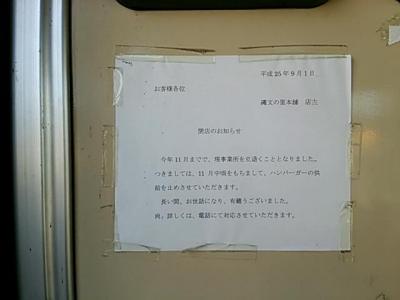 平成25年9月1日
お客様各位
縄文の里本舗 店主
閉店のお知らせ
今年11月までで、現事業所を立退くこととなりました。
つきましては、11月中頃をもちまして、ハンバーガーの供
給を止めさせていただきます。
長い間、お世話になり、有難うございました。
尚、詳しくは、電話にて対応させていただきます。